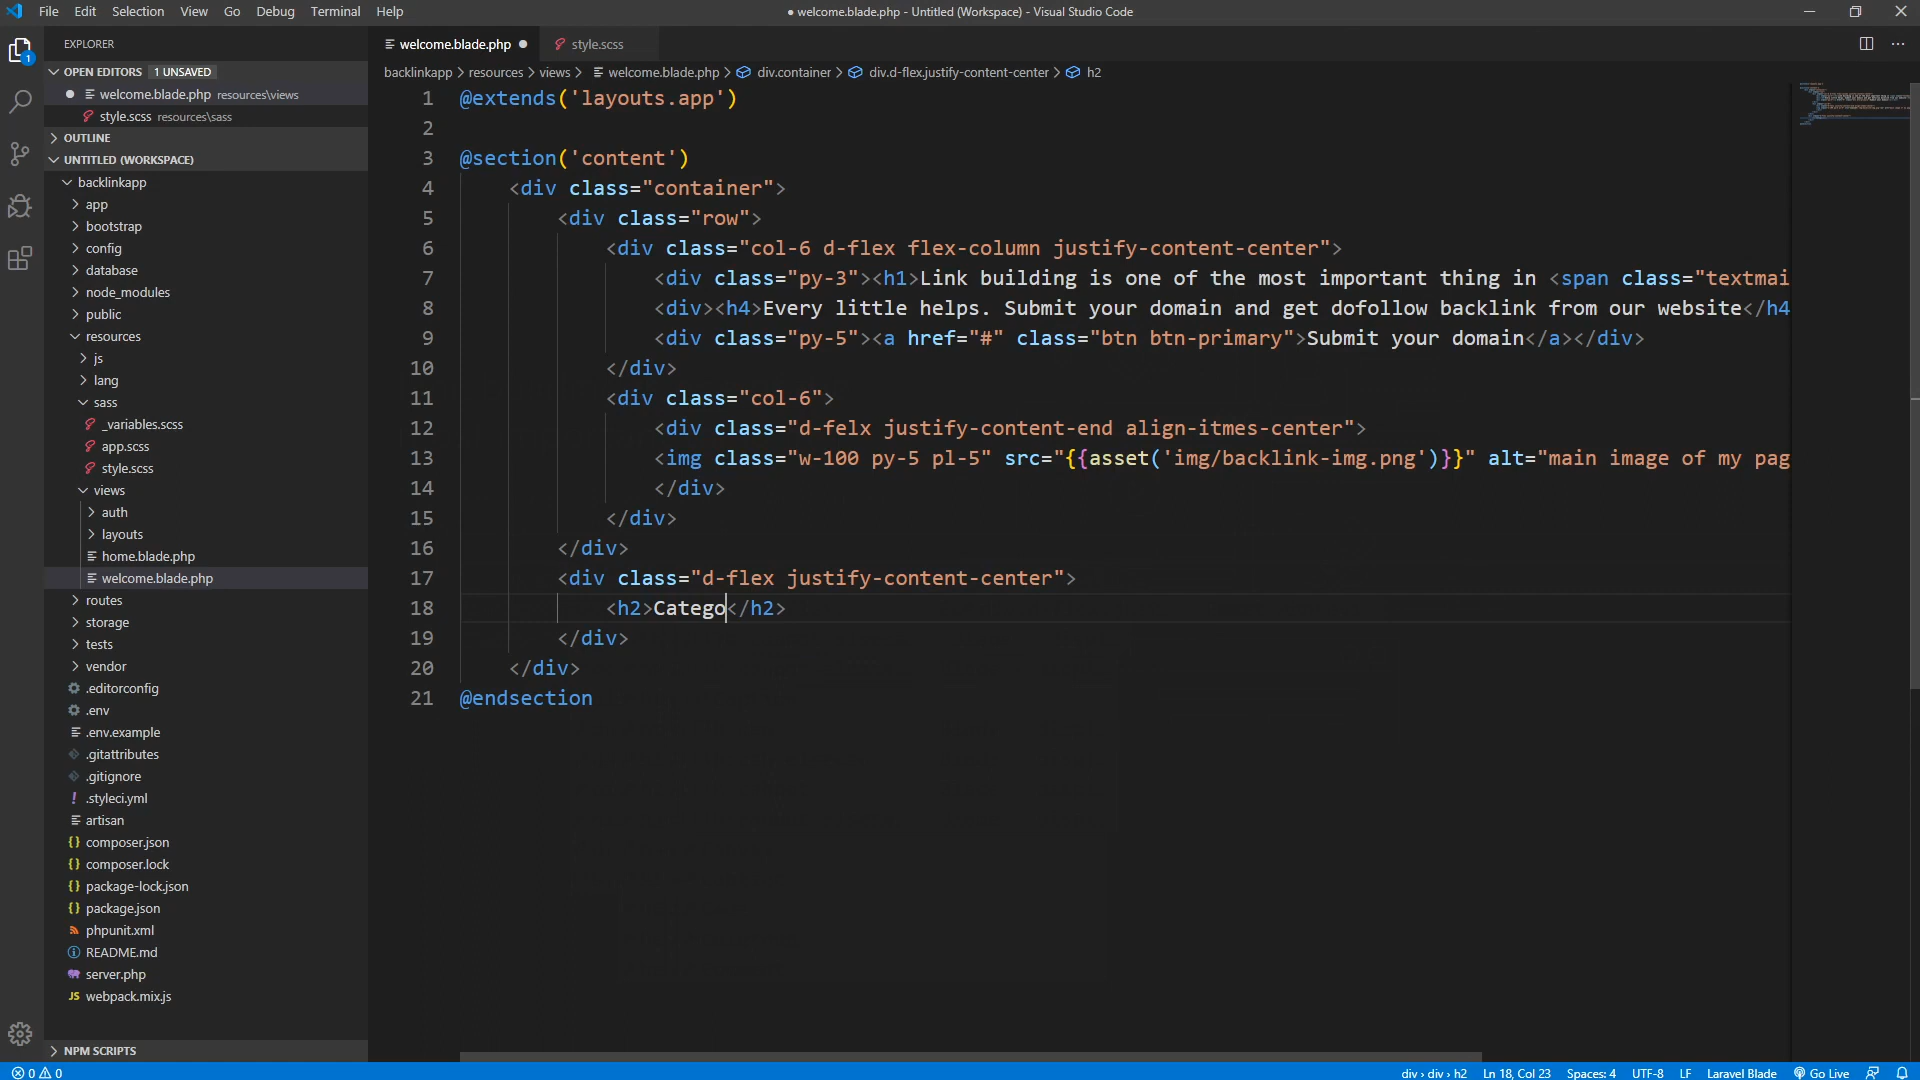 File Edit Selection View Go Debug Terminal Help
● welcome.blade.php - Untitled (Workspace) - Visual Studio Code
EXPLORER
OPEN EDITORS 1 UNSAVED
welcome.blade.php resources\views
style.scss resources\sass
OUTLINE
UNTITLED (WORKSPACE)
backlinkapp
app
bootstrap
config
database
node_modules
public
resources
js
lang
sass
_variables.scss
app.scss
style.scss
views
auth
layouts
home.blade.php
welcome.blade.php
routes
storage
tests
vendor
.editorconfig
.env
.env.example
.gitattributes
.gitignore
.styleci.yml
artisan
composer.json
composer.lock
package-lock.json
package.json
phpunit.xml
README.md
server.php
JS webpack.mix.js
NPM SCRIPTS
welcome.blade.php ● style.scss
backlinkapp > resources > views > welcome.blade.php > div.container > div.d-flex.justify-content-center > h2
1 @extends('layouts.app')
2
3 @section('content')
4 <div class="container">
5 <div class="row">
6 <div class="col-6 d-flex flex-column justify-content-center">
7 <div class="py-3"><h1>Link building is one of the most important thing in <span class="textmai
8 <div><h4>Every little helps. Submit your domain and get dofollow backlink from our website</h4
9 <div class="py-5"><a href="#" class="btn btn-primary">Submit your domain</a></div>
10 </div>
11 <div class="col-6">
12 <div class="d-felx justify-content-end align-itmes-center">
13 <img class="w-100 py-5 pl-5" src="{{asset('img/backlink-img.png')}}" alt="main image of my pag
14 </div>
15 </div>
16 </div>
17 <div class="d-flex justify-content-center">
18 <h2>Catego</h2>
19 </div>
20 </div>
21 @endsection
1
0 0
div › div › h2 Ln 18, Col 23 Spaces: 4 UTF-8 LF Laravel Blade Go Live